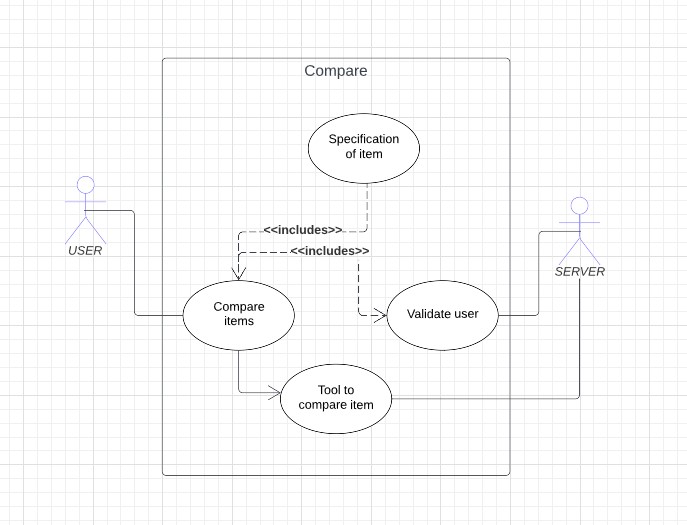 Compare
Specification
of item
<<includes>>
<<includes>>
USER
SERVER
Compare
items
Validate user
Tool to
compare item